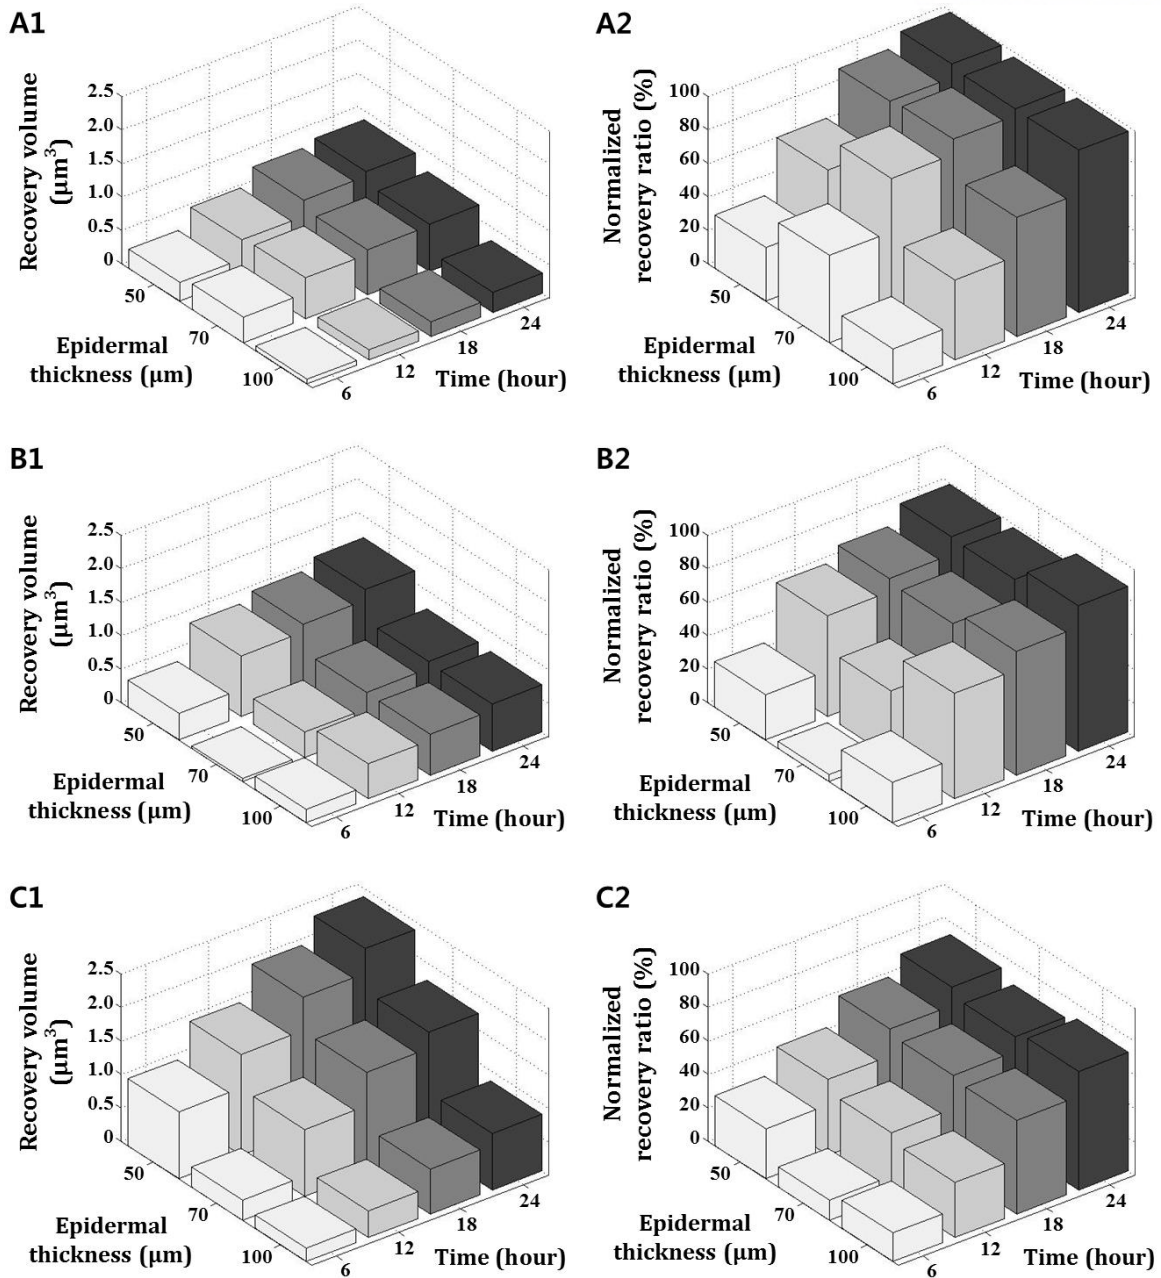 A1
Recovery volume
(μm³)
2.5
2.0
1.5
1.0
0.5
0
50
70
100
Epidermal
thickness (μm)
6
12
18
24
Time (hour)
A2
Normalized
recovery ratio (%)
100
80
60
40
20
0
50
70
100
Epidermal
thickness (μm)
6
12
18
24
Time (hour)
B1
Recovery volume
(μm³)
2.5
2.0
1.5
1.0
0.5
0
50
70
100
Epidermal
thickness (μm)
6
12
18
24
Time (hour)
B2
Normalized
recovery ratio (%)
100
80
60
40
20
0
50
70
100
Epidermal
thickness (μm)
6
12
18
24
Time (hour)
C1
Recovery volume
(μm³)
2.5
2.0
1.5
1.0
0.5
0
50
70
100
Epidermal
thickness (μm)
6
12
18
24
Time (hour)
C2
Normalized
recovery ratio (%)
100
80
60
40
20
0
50
70
100
Epidermal
thickness (μm)
6
12
18
24
Time (hour)